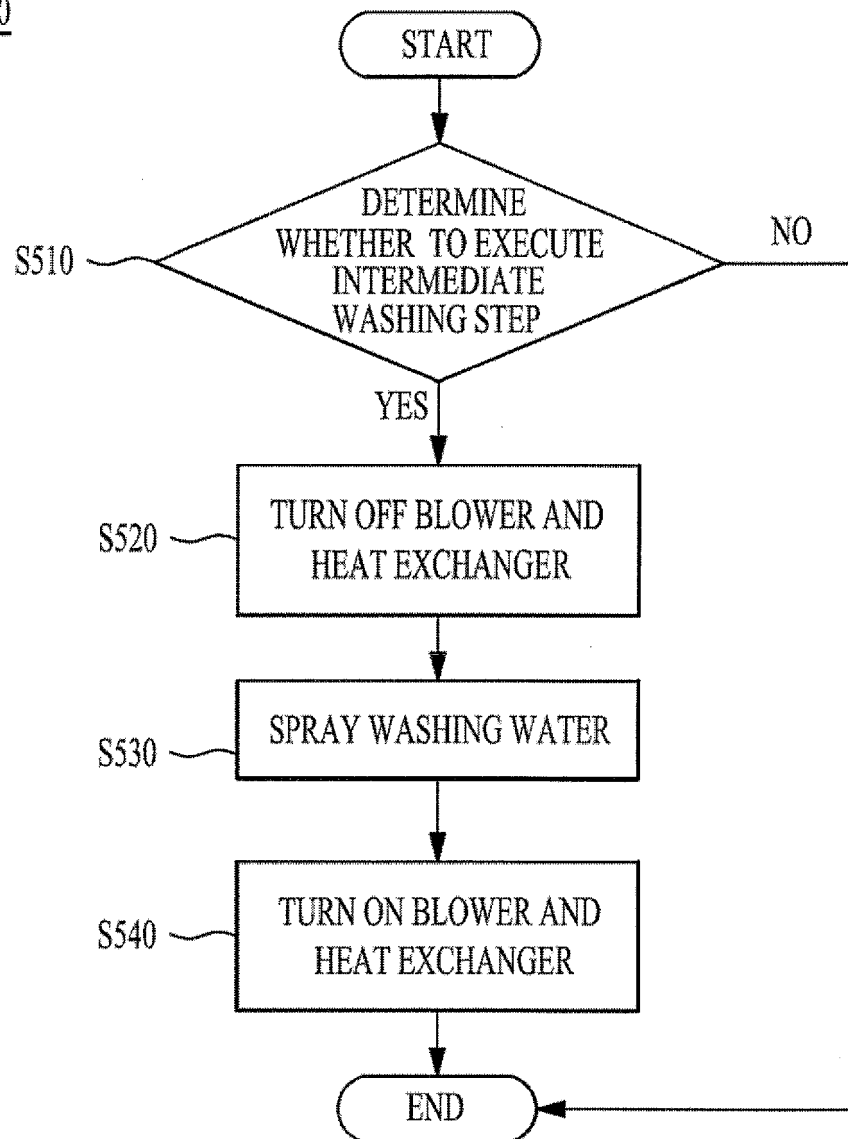 START
DETERMINE
WHETHER TO EXECUTE
INTERMEDIATE
WASHING STEP
S510
NO
YES
S520
TURN OFF BLOWER AND
HEAT EXCHANGER
S530
SPRAY WASHING WATER
S540
TURN ON BLOWER AND
HEAT EXCHANGER
END